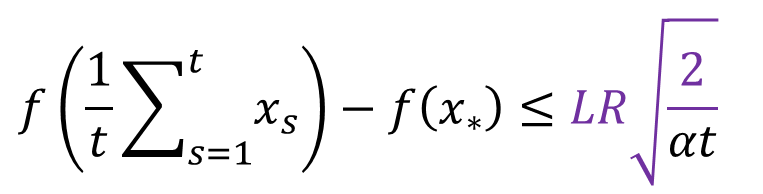 f(1/t ∑_{s=1}^{t} x_s) − f(x_*) ≤ LR √(2/αt)